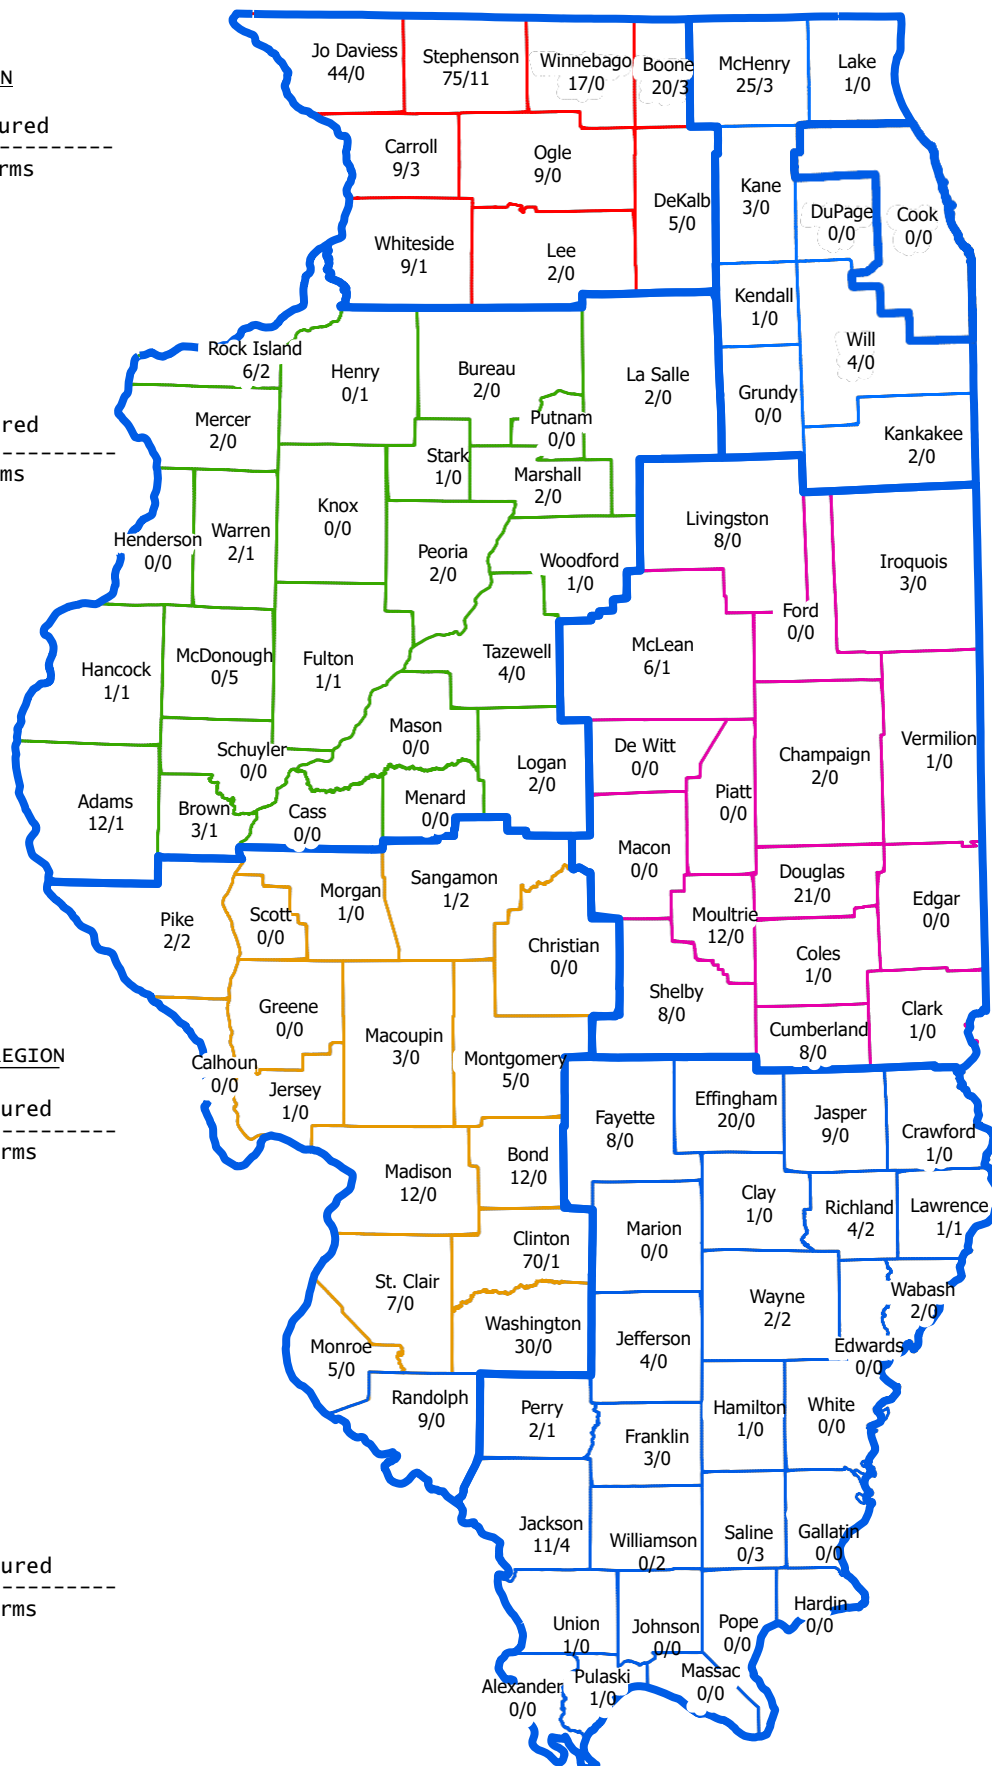 N
ured
rms
red
ms
EGION
ured
rms
ured
rms
Jo Daviess
44/0
Stephenson
75/11
Winnebago
17/0
Boone
20/3
McHenry
25/3
Lake
1/0
Carroll
9/3
Ogle
9/0
DeKalb
5/0
Kane
3/0
DuPage
0/0
Cook
0/0
Whiteside
9/1
Lee
2/0
Kendall
1/0
Will
4/0
Rock Island
6/2
Henry
0/1
Bureau
2/0
La Salle
2/0
Grundy
0/0
Mercer
2/0
Putnam
0/0
Kankakee
2/0
Stark
1/0
Marshall
2/0
Knox
0/0
Livingston
8/0
Henderson
0/0
Warren
2/1
Peoria
2/0
Woodford
1/0
Iroquois
3/0
Ford
0/0
Hancock
1/1
McDonough
0/5
Fulton
1/1
Tazewell
4/0
McLean
6/1
Mason
0/0
Schuyler
0/0
Logan
2/0
De Witt
0/0
Champaign
2/0
Vermilion
1/0
Adams
12/1
Brown
3/1
Cass
0/0
Menard
0/0
Piatt
0/0
Macon
0/0
Douglas
21/0
Edgar
0/0
Morgan
1/0
Sangamon
1/2
Scott
0/0
Pike
2/2
Moultrie
12/0
Christian
0/0
Coles
1/0
Shelby
8/0
Greene
0/0
Macoupin
3/0
Clark
1/0
Cumberland
8/0
Calhoun
0/0
Montgomery
5/0
Jersey
1/0
Fayette
8/0
Effingham
20/0
Jasper
9/0
Crawford
1/0
Madison
12/0
Bond
12/0
Clay
1/0
Richland
4/2
Lawrence
1/1
Marion
0/0
Clinton
70/1
St. Clair
7/0
Wayne
2/2
Wabash
2/0
Washington
30/0
Jefferson
4/0
Monroe
5/0
Edwards
0/0
Randolph
9/0
Perry
2/1
Hamilton
1/0
White
0/0
Franklin
3/0
Jackson
11/4
Williamson
0/2
Saline
0/3
Gallatin
0/0
Union
1/0
Johnson
0/0
Pope
0/0
Hardin
0/0
Alexander
0/0
Pulaski
1/0
Massac
0/0